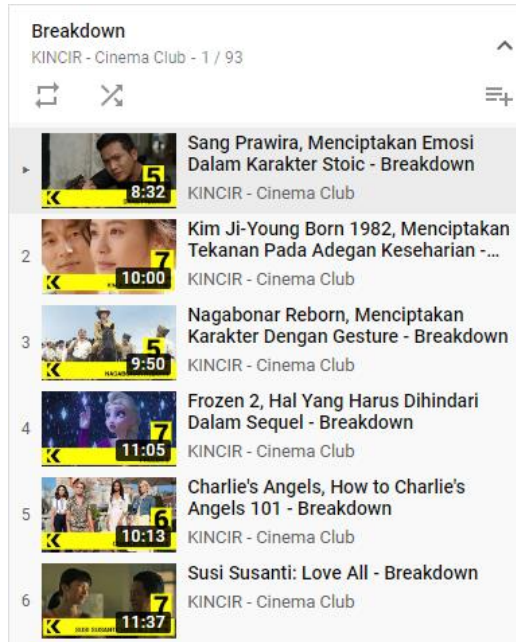 Breakdown
KINCIR - Cinema Club - 1 / 93
Sang Prawira, Menciptakan Emosi
Dalam Karakter Stoic - Breakdown
KINCIR - Cinema Club
5
8:32
2
Kim Ji-Young Born 1982, Menciptakan
Tekanan Pada Adegan Keseharian -...
KINCIR - Cinema Club
7
10:00
3
Nagabonar Reborn, Menciptakan
Karakter Dengan Gesture - Breakdown
KINCIR - Cinema Club
5
9:50
4
Frozen 2, Hal Yang Harus Dihindari
Dalam Sequel - Breakdown
KINCIR - Cinema Club
7
11:05
5
Charlie's Angels, How to Charlie's
Angels 101 - Breakdown
KINCIR - Cinema Club
6
10:13
6
Susi Susanti: Love All - Breakdown
KINCIR - Cinema Club
7
SUSI SUSANTI
11:37